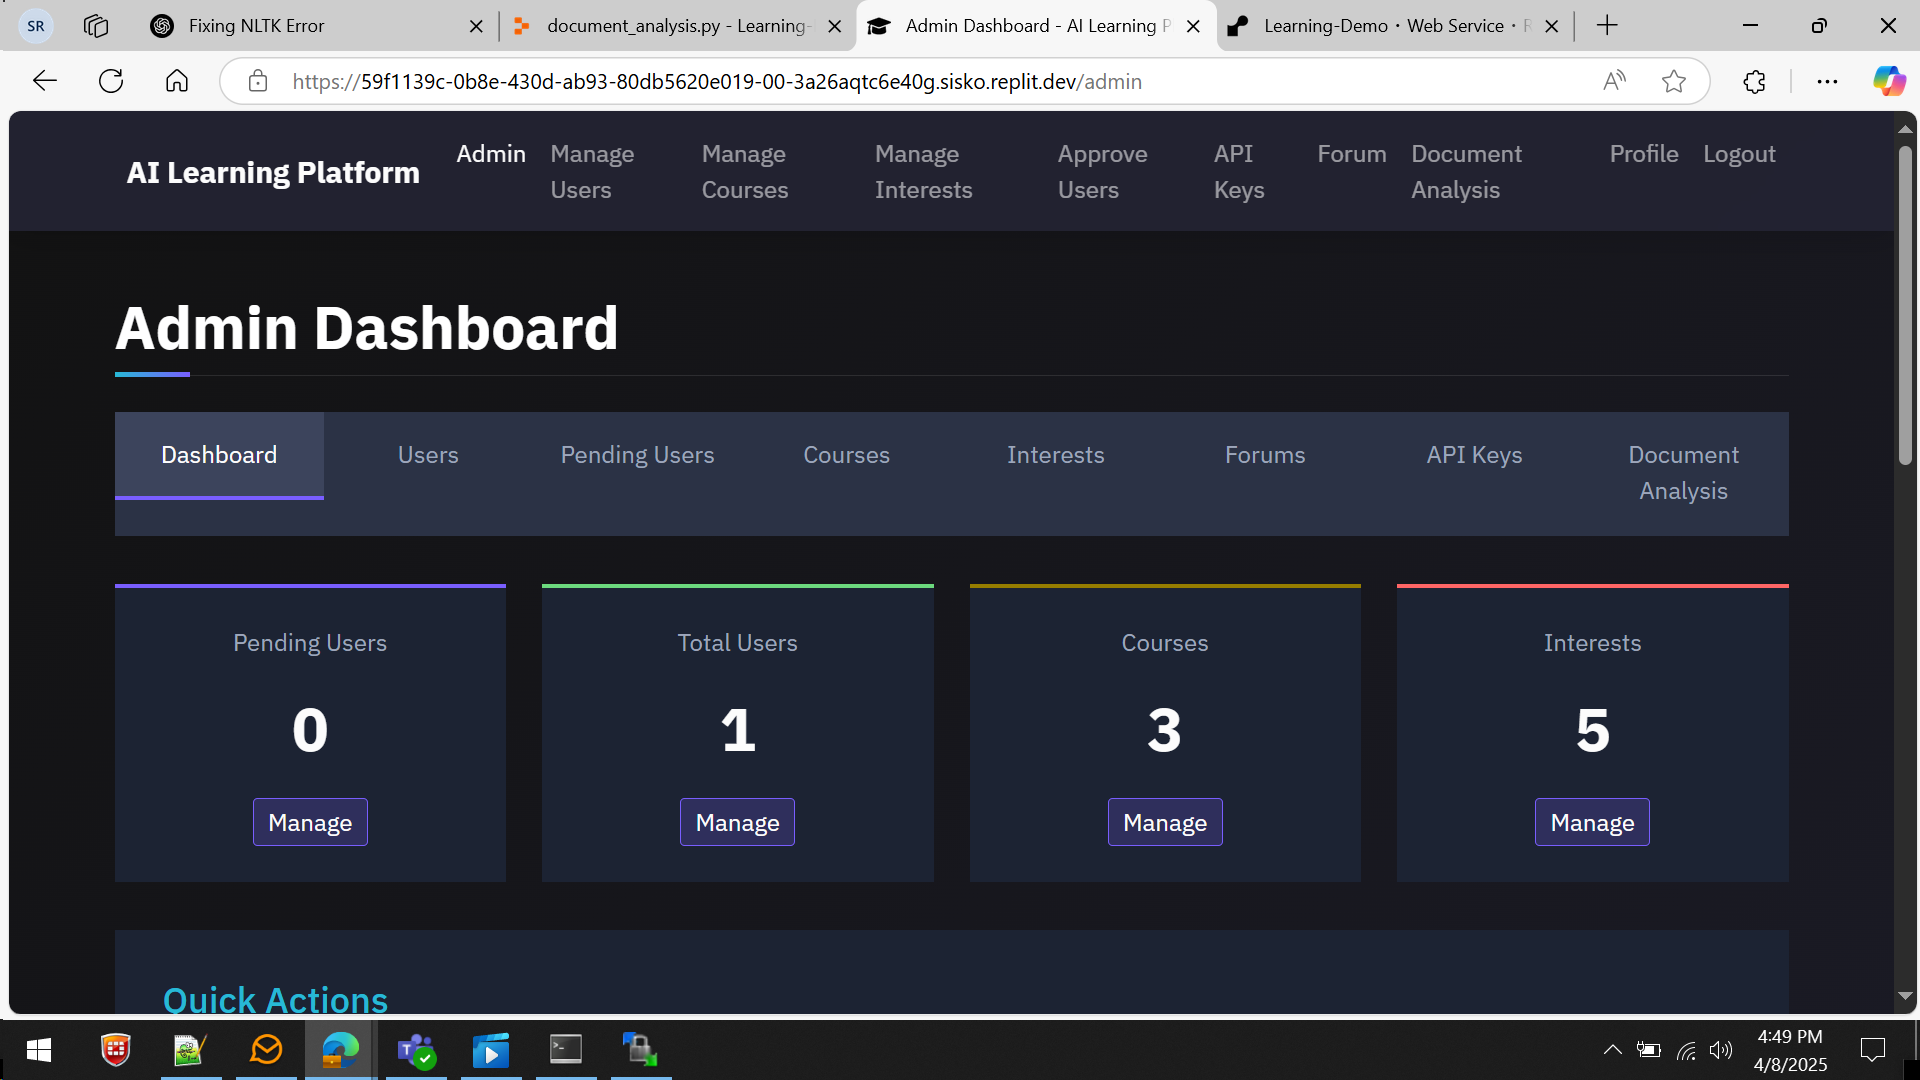 SR
Fixing NLTK Error
document_analysis.py - Learning-
Admin Dashboard - AI Learning P
Learning-Demo · Web Service · R
https://59f1139c-0b8e-430d-ab93-80db5620e019-00-3a26aqtc6e40g.sisko.replit.dev/admin
AI Learning Platform
Admin
Manage
Users
Manage
Courses
Manage
Interests
Approve
Users
API
Keys
Forum
Document
Analysis
Profile
Logout
Admin Dashboard
Dashboard
Users
Pending Users
Courses
Interests
Forums
API Keys
Document
Analysis
Pending Users
0
Manage
Total Users
1
Manage
Courses
3
Manage
Interests
5
Manage
Quick Actions
4:49 PM
4/8/2025